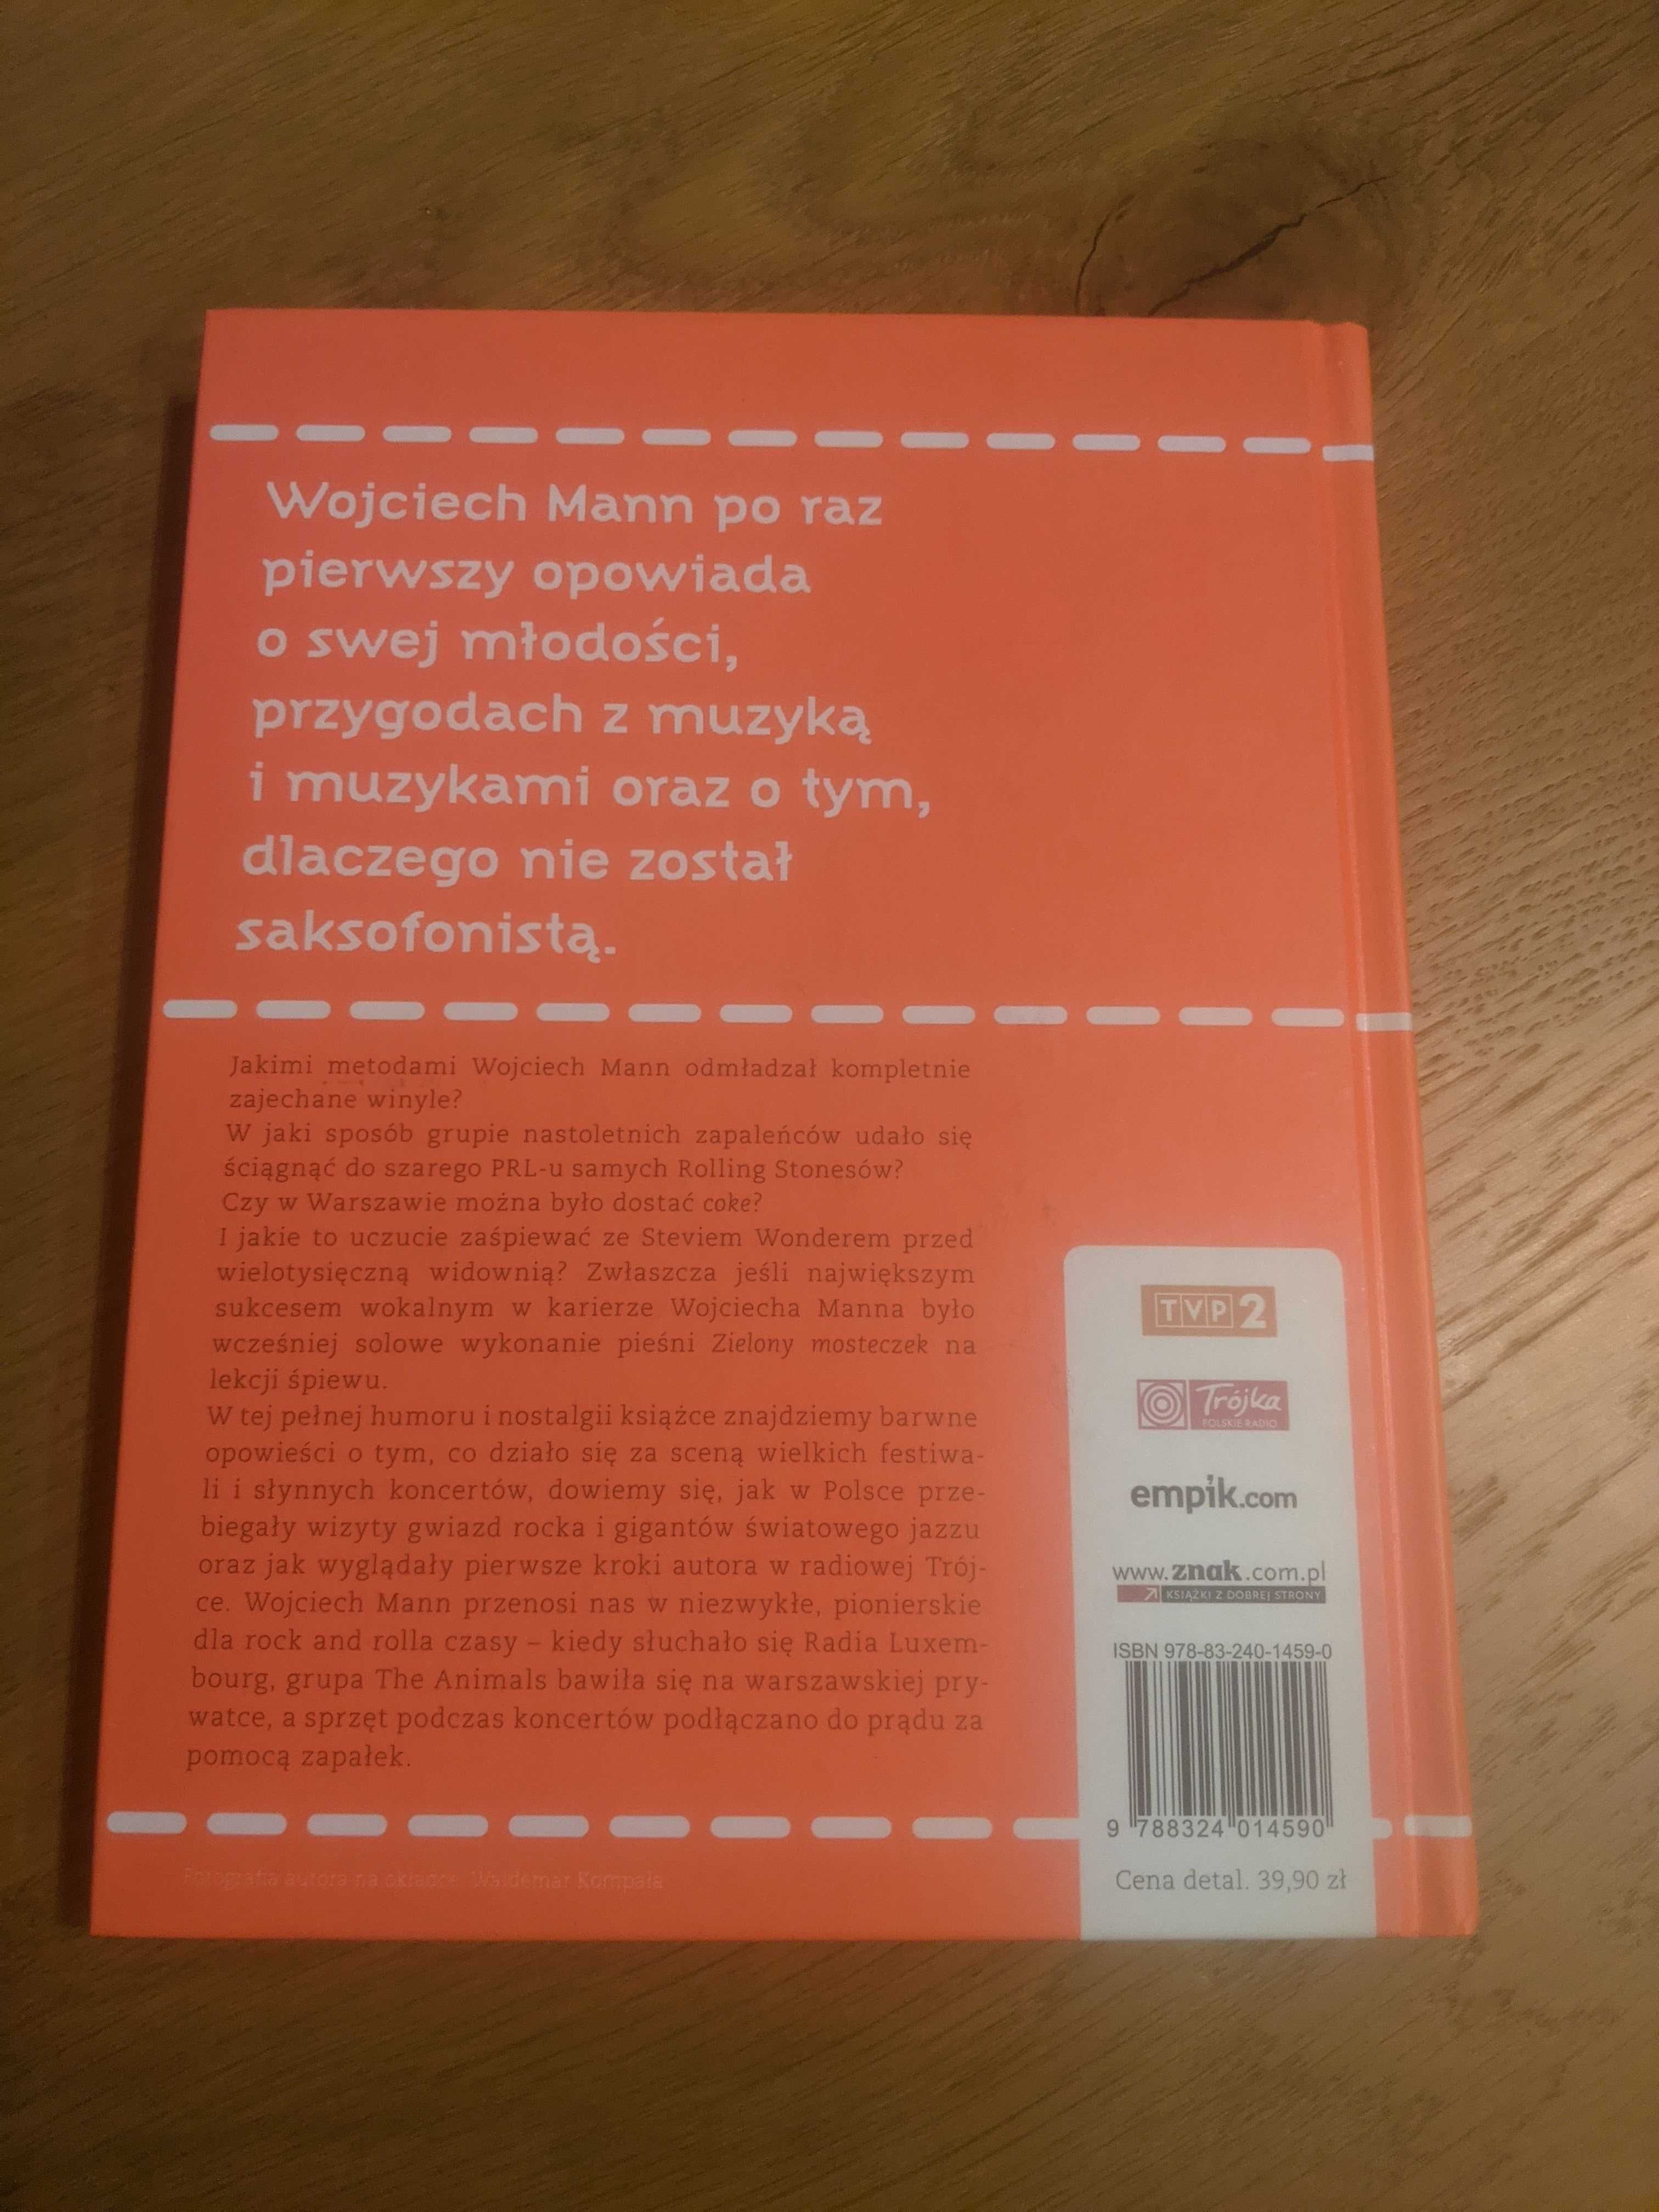 Wojciech Mann po raz
pierwszy opowiada
o swej młodości,
przygodach z muzyką
i muzykami oraz o tym,
dlaczego nie został
saksofonistą.
Jakimi metodami Wojciech Mann odmładzał kompletnie
zajechane winyle?
W jaki sposób grupie nastoletnich zapaleńców udało się
ściągnąć do szarego PRL-u samych Rolling Stonesów?
Czy w Warszawie można było dostać coke?
I jakie to uczucie zaśpiewać ze Steviem Wonderem przed
wielotysięczną widownią? Zwłaszcza jeśli największym
sukcesem wokalnym w karierze Wojciecha Manna było
wcześniej solowe wykonanie pieśni Zielony mosteczek na
lekcji śpiewu.
W tej pełnej humoru i nostalgii książce znajdziemy barwne
opowieści o tym, co działo się za sceną wielkich festiwa-
li i słynnych koncertów, dowiemy się, jak w Polsce prze-
biegały wizyty gwiazd rocka i gigantów światowego jazzu
oraz jak wyglądały pierwsze kroki autora w radiowej Trój-
ce. Wojciech Mann przenosi nas w niezwykłe, pionierskie
dla rock and rolla czasy – kiedy słuchało się Radia Luxem-
bourg, grupa The Animals bawiła się na warszawskiej pry-
watce, a sprzęt podczas koncertów podłączano do prądu za
pomocą zapałek.
Fotografia autora na okładce: Waldemar Kompała
TVP 2
Trójka
POLSKIE RADIO
empik.com
www.znak.com.pl
KSIĄŻKI Z DOBREJ STRONY
ISBN 978-83-240-1459-0
9 788324 014590
Cena detal. 39,90 zł